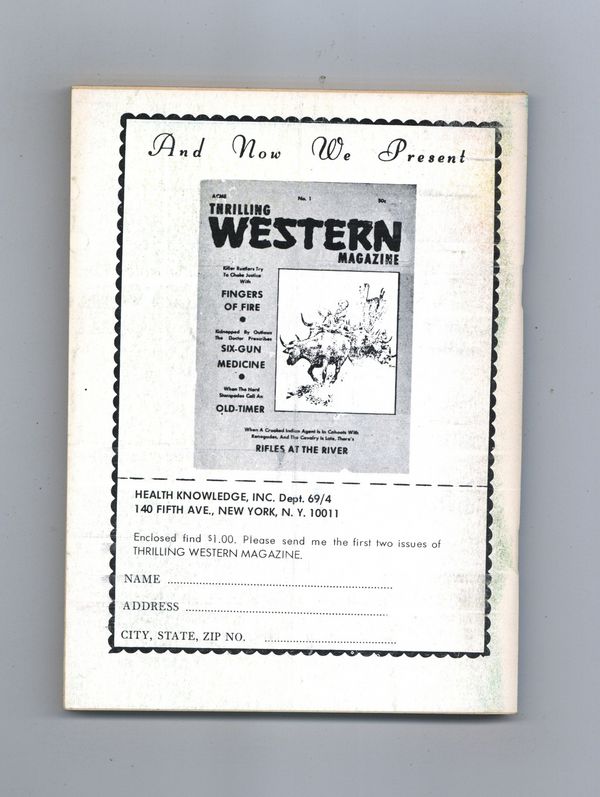 And Now We Present
ACME No. 1 50c
THRILLING
WESTERN
MAGAZINE
Killer Rustlers Try
To Choke Justice
With
FINGERS
OF FIRE
Kidnapped By Outlaws
The Doctor Prescribes
SIX-GUN
MEDICINE
When The Herd
Stampedes Call An
OLD-TIMER
When A Crooked Indian Agent Is In Cahoots With
Renegades, And The Cavalry Is Late, There's
RIFLES AT THE RIVER
HEALTH KNOWLEDGE, INC. Dept. 69/4
140 FIFTH AVE., NEW YORK, N. Y. 10011
Enclosed find $1.00. Please send me the first two issues of
THRILLING WESTERN MAGAZINE.
NAME
ADDRESS
CITY, STATE, ZIP NO.